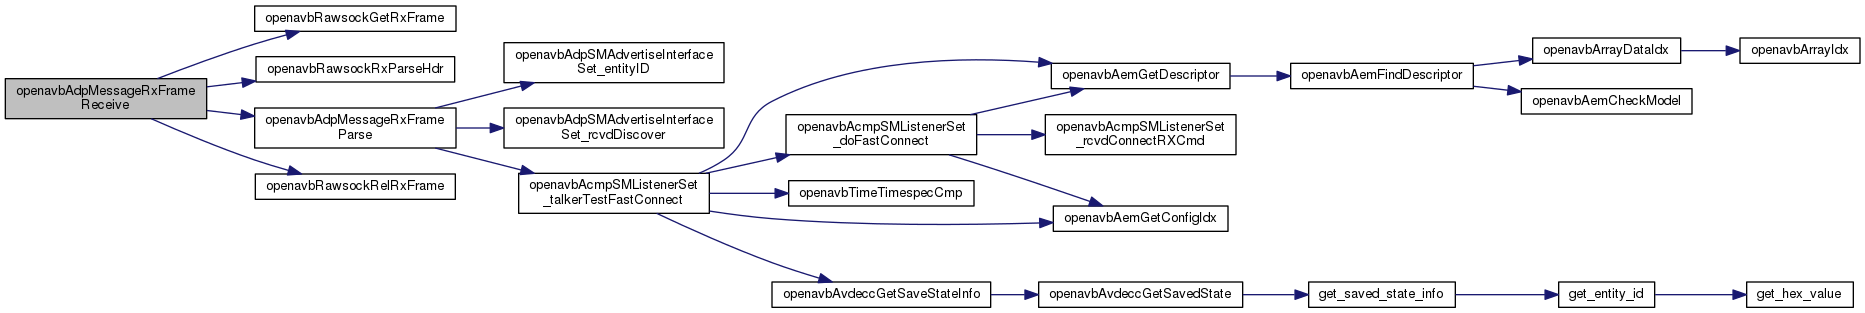 openavbAdpMessageRxFrame
Receive
openavbRawsockGetRxFrame
openavbRawsockRxParseHdr
openavbAdpMessageRxFrame
Parse
openavbRawsockRelRxFrame
openavbAdpSMAdvertiseInterface
Set_entityID
openavbAdpSMAdvertiseInterface
Set_rcvdDiscover
openavbAcmpSMListenerSet
_talkerTestFastConnect
openavbAcmpSMListenerSet
_doFastConnect
openavbTimeTimespecCmp
openavbAvdeccGetSaveStateInfo
openavbAemGetDescriptor
openavbAcmpSMListenerSet
_rcvdConnectRXCmd
openavbAemGetConfigIdx
openavbAvdeccGetSavedState
openavbAemFindDescriptor
get_saved_state_info
openavbArrayDataIdx
openavbAemCheckModel
get_entity_id
openavbArrayIdx
get_hex_value